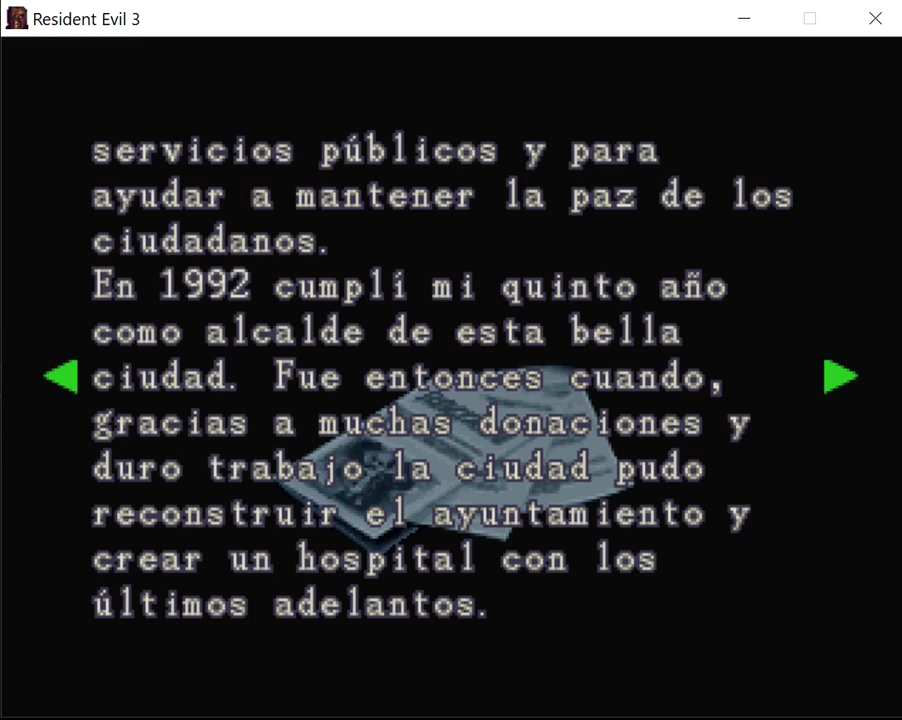 Resident Evil 3
servicios públicos y para
ayudar a mantener la paz de los
ciudadanos.
En 1992 cumplí mi quinto año
como alcalde de esta bella
ciudad. Fue entonces cuando,
gracias a muchas donaciones y
duro trabajo la ciudad pudo
reconstruir el ayuntamiento y
crear un hospital con los
últimos adelantos.